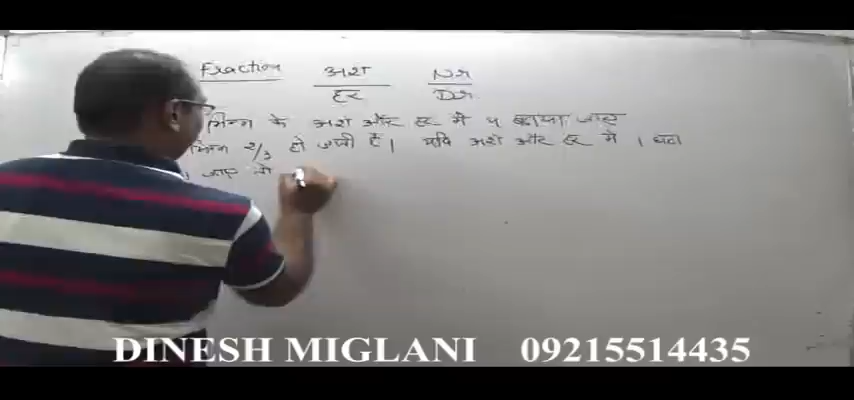 Fraction अंश Nr
हर Dr
भिन्न के अंश और हर में 4 बढ़ाया जाए
भिन्न 2/3 हो जाती है। यदि अंश और हर में 1 घटा
जाए तो
DINESH MIGLANI 09215514435